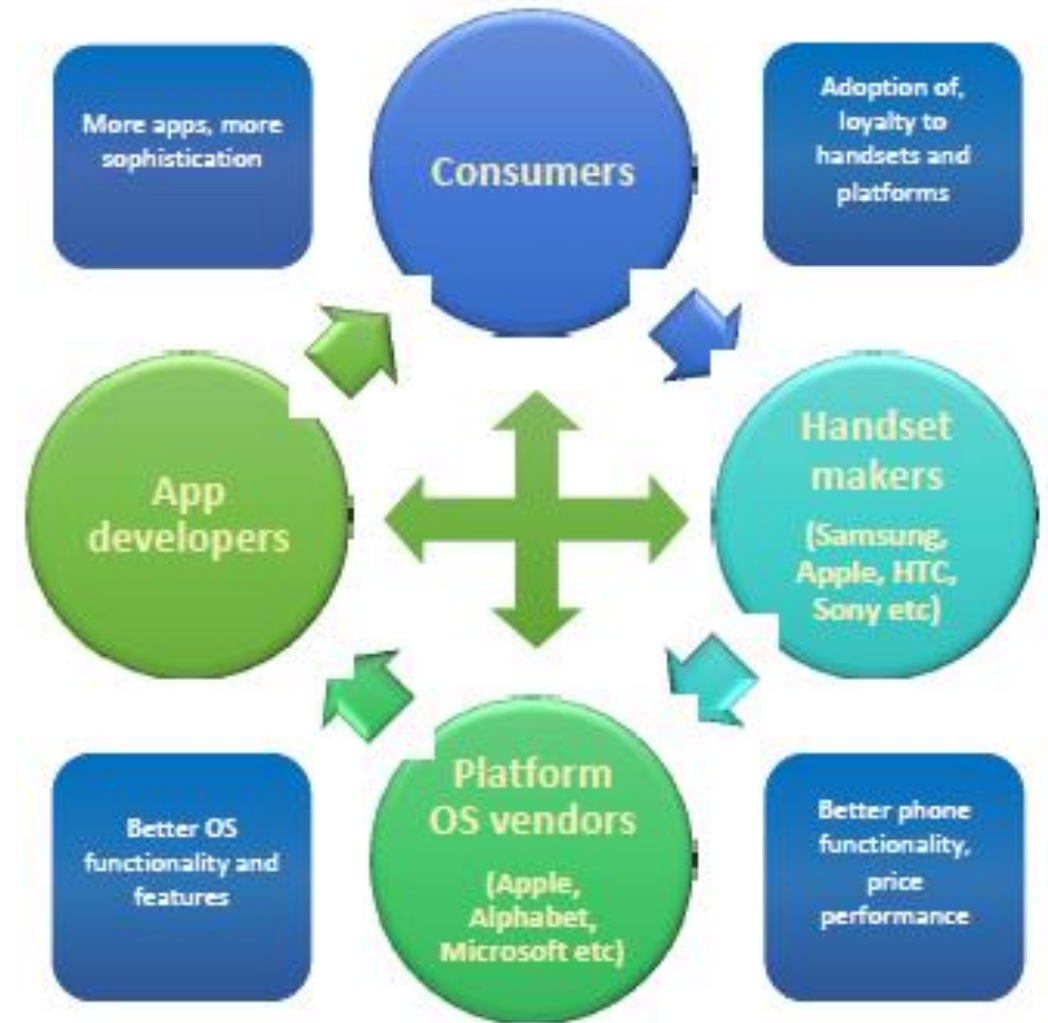 More apps, more
sophistication
Consumers
Adoption of,
loyalty to
handsets and
platforms
App
developers
Handset
makers
(Samsung,
Apple, HTC,
Sony etc)
Better OS
functionality and
features
Platform
OS vendors
(Apple,
Alphabet,
Microsoft etc)
Better phone
functionality,
price
performance